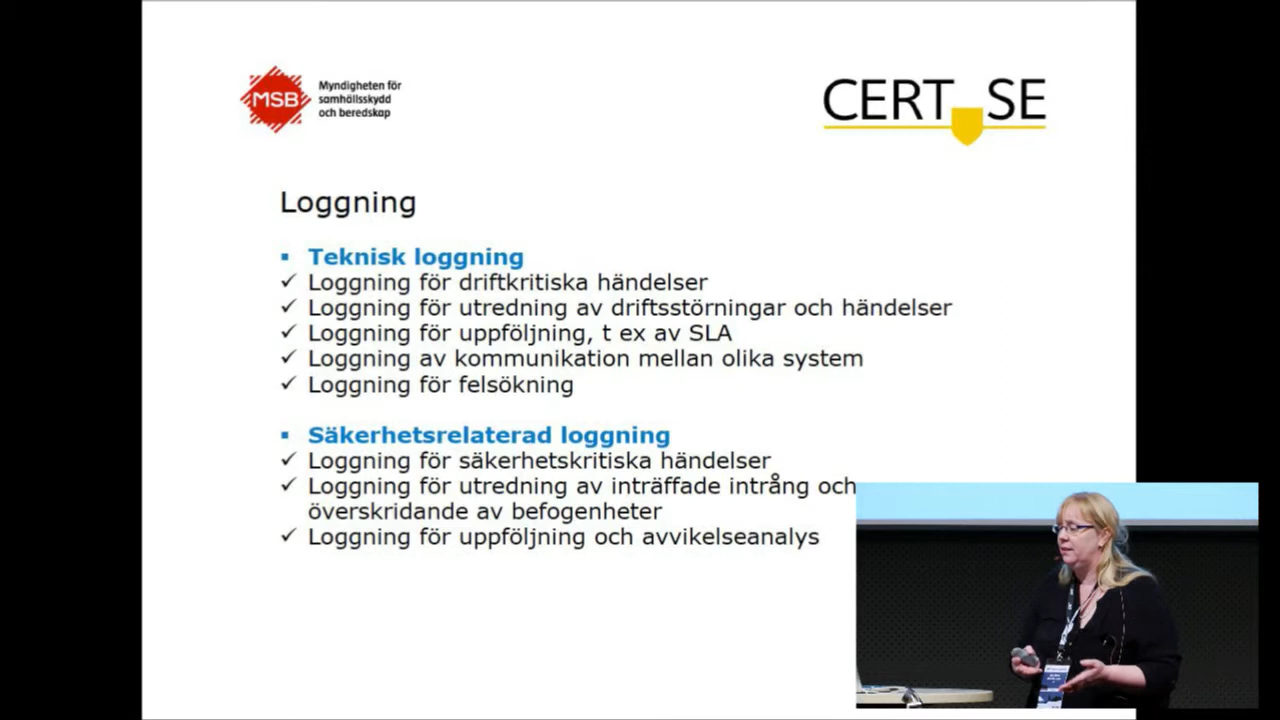 MSB
Myndigheten för
samhällsskydd
och beredskap
CERT SE
Loggning
▪ Teknisk loggning
✓ Loggning för driftkritiska händelser
✓ Loggning för utredning av driftsstörningar och händelser
✓ Loggning för uppföljning, t ex av SLA
✓ Loggning av kommunikation mellan olika system
✓ Loggning för felsökning
▪ Säkerhetsrelaterad loggning
✓ Loggning för säkerhetskritiska händelser
✓ Loggning för utredning av inträffade intrång och
överskridande av befogenheter
✓ Loggning för uppföljning och avvikelseanalys